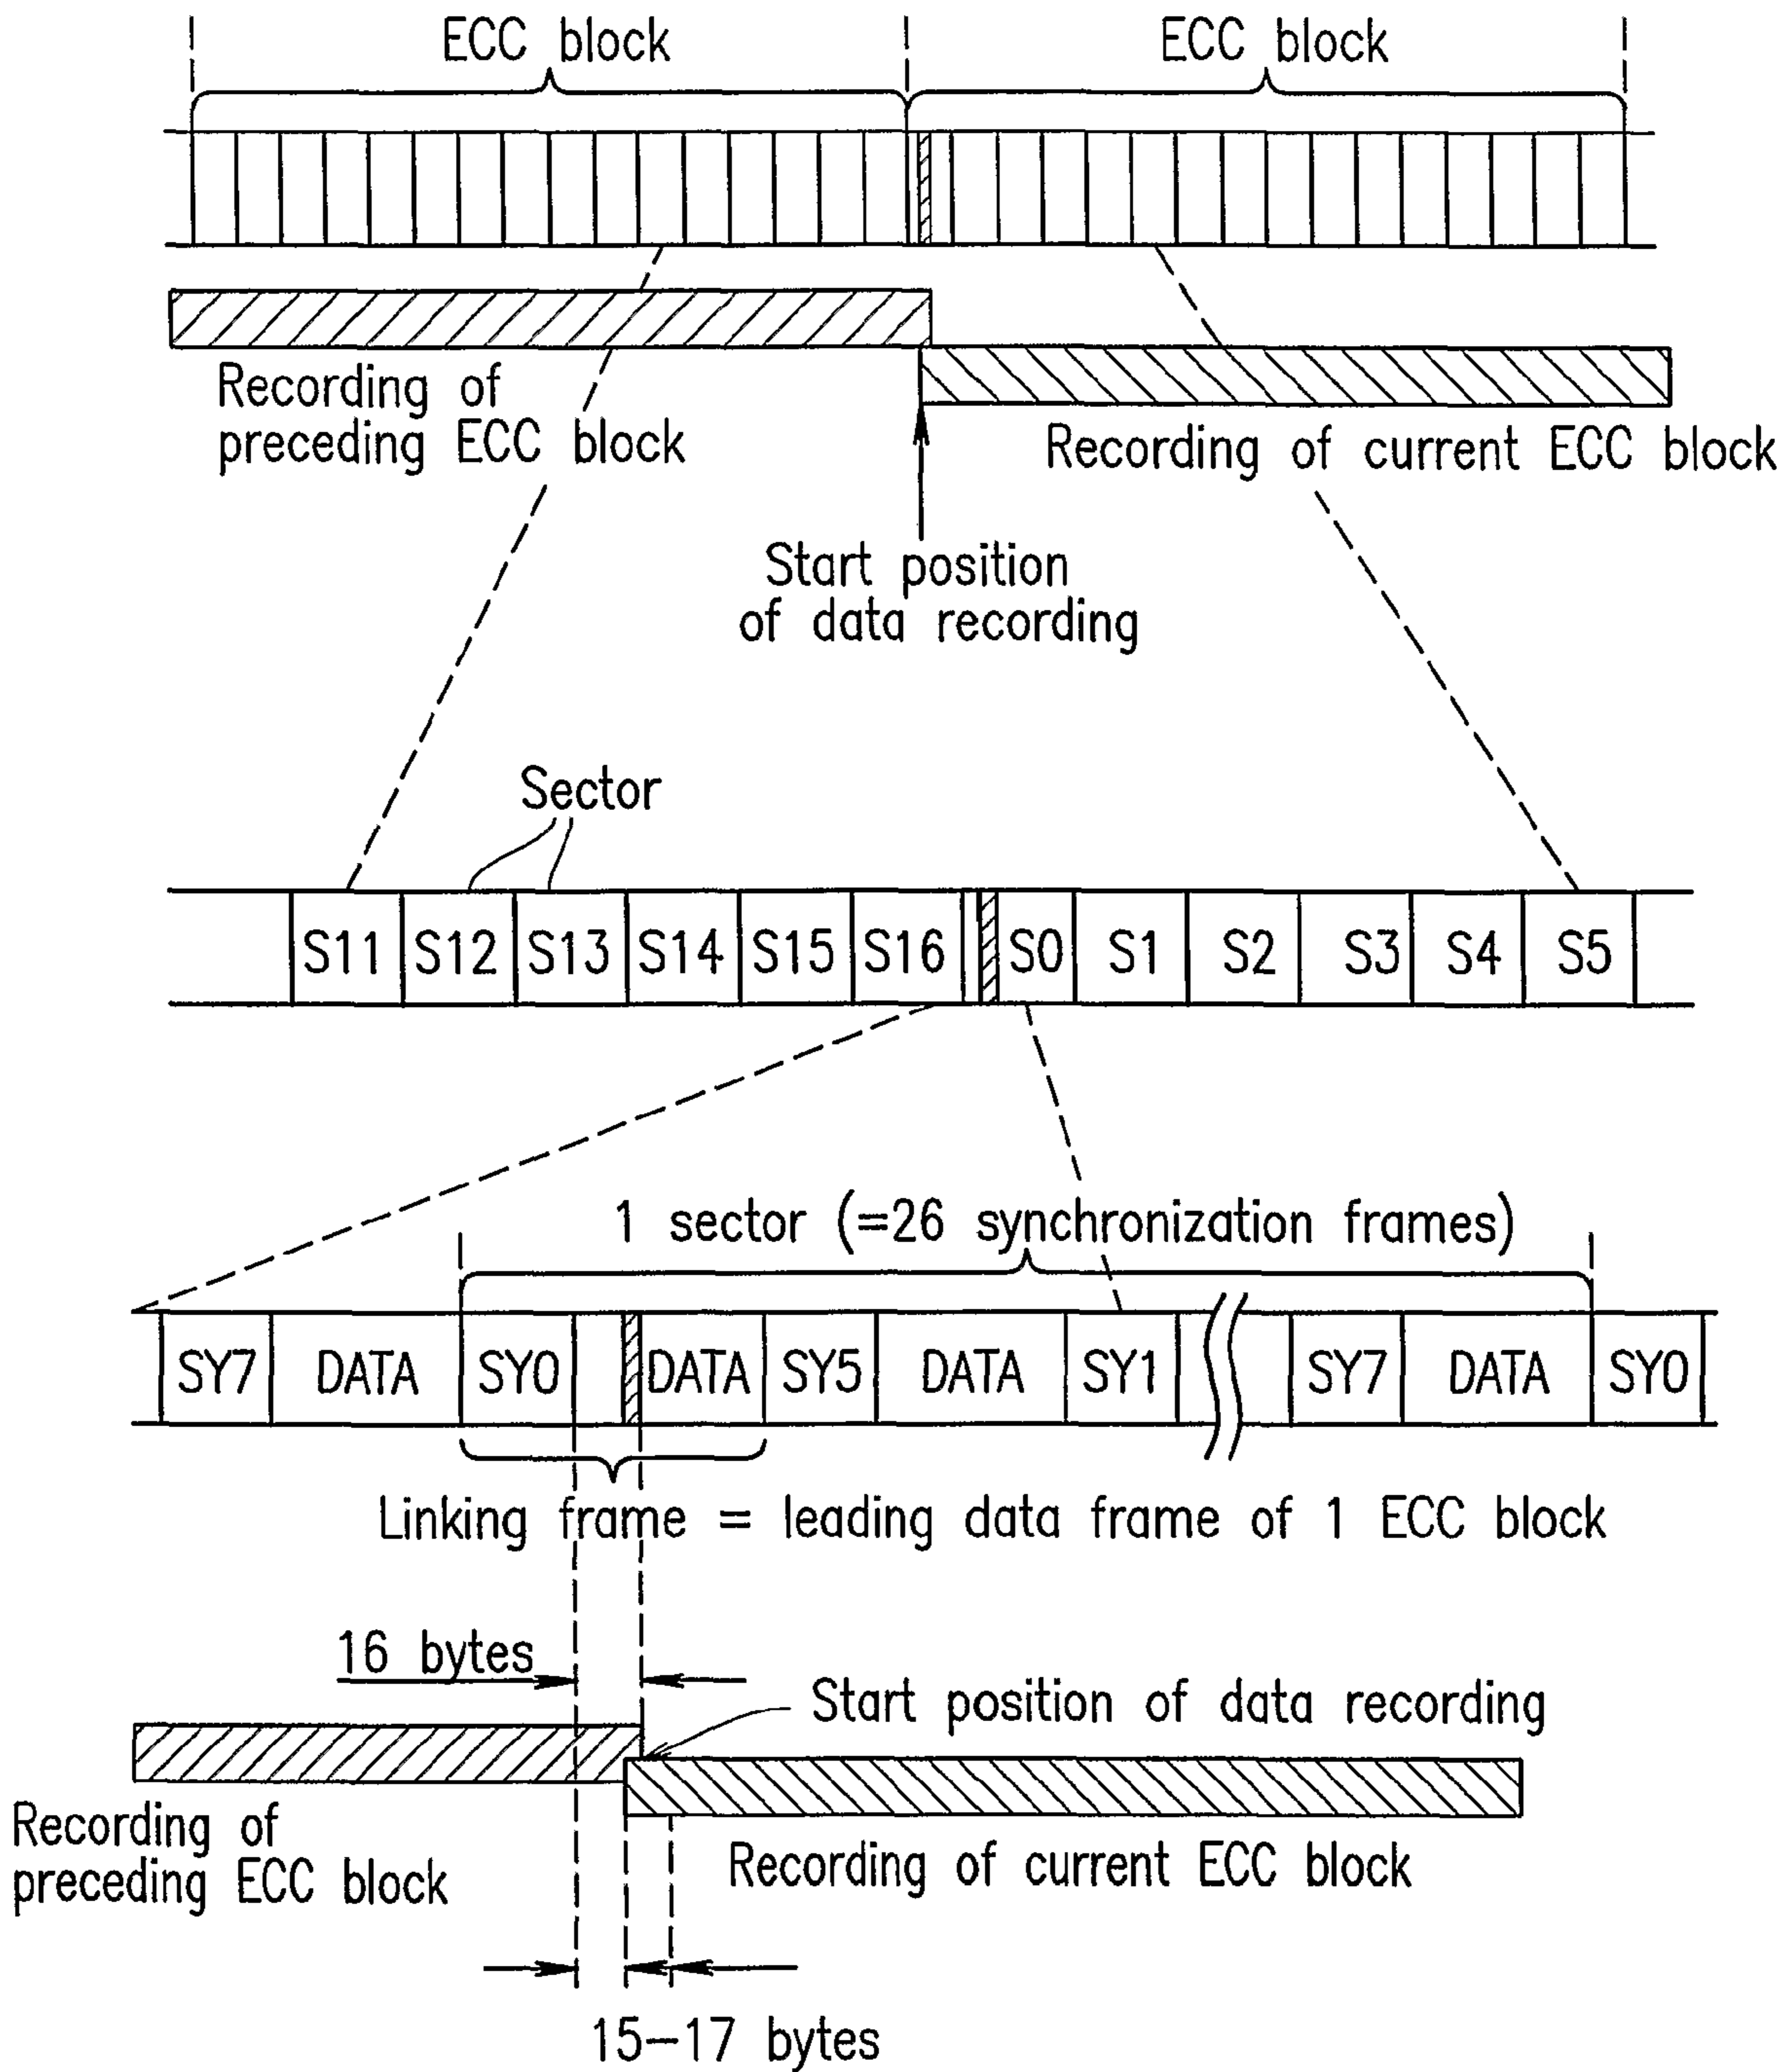 ECC block
ECC block
Recording of
preceding ECC block
Recording of current ECC block
Start position
of data recording
Sector
S11 S12 S13 S14 S15 S16 S0 S1 S2 S3 S4 S5
1 sector (=26 synchronization frames)
SY7 DATA SY0 DATA SY5 DATA SY1 SY7 DATA SY0
Linking frame = leading data frame of 1 ECC block
16 bytes
Start position of data recording
Recording of
preceding ECC block
Recording of current ECC block
15-17 bytes